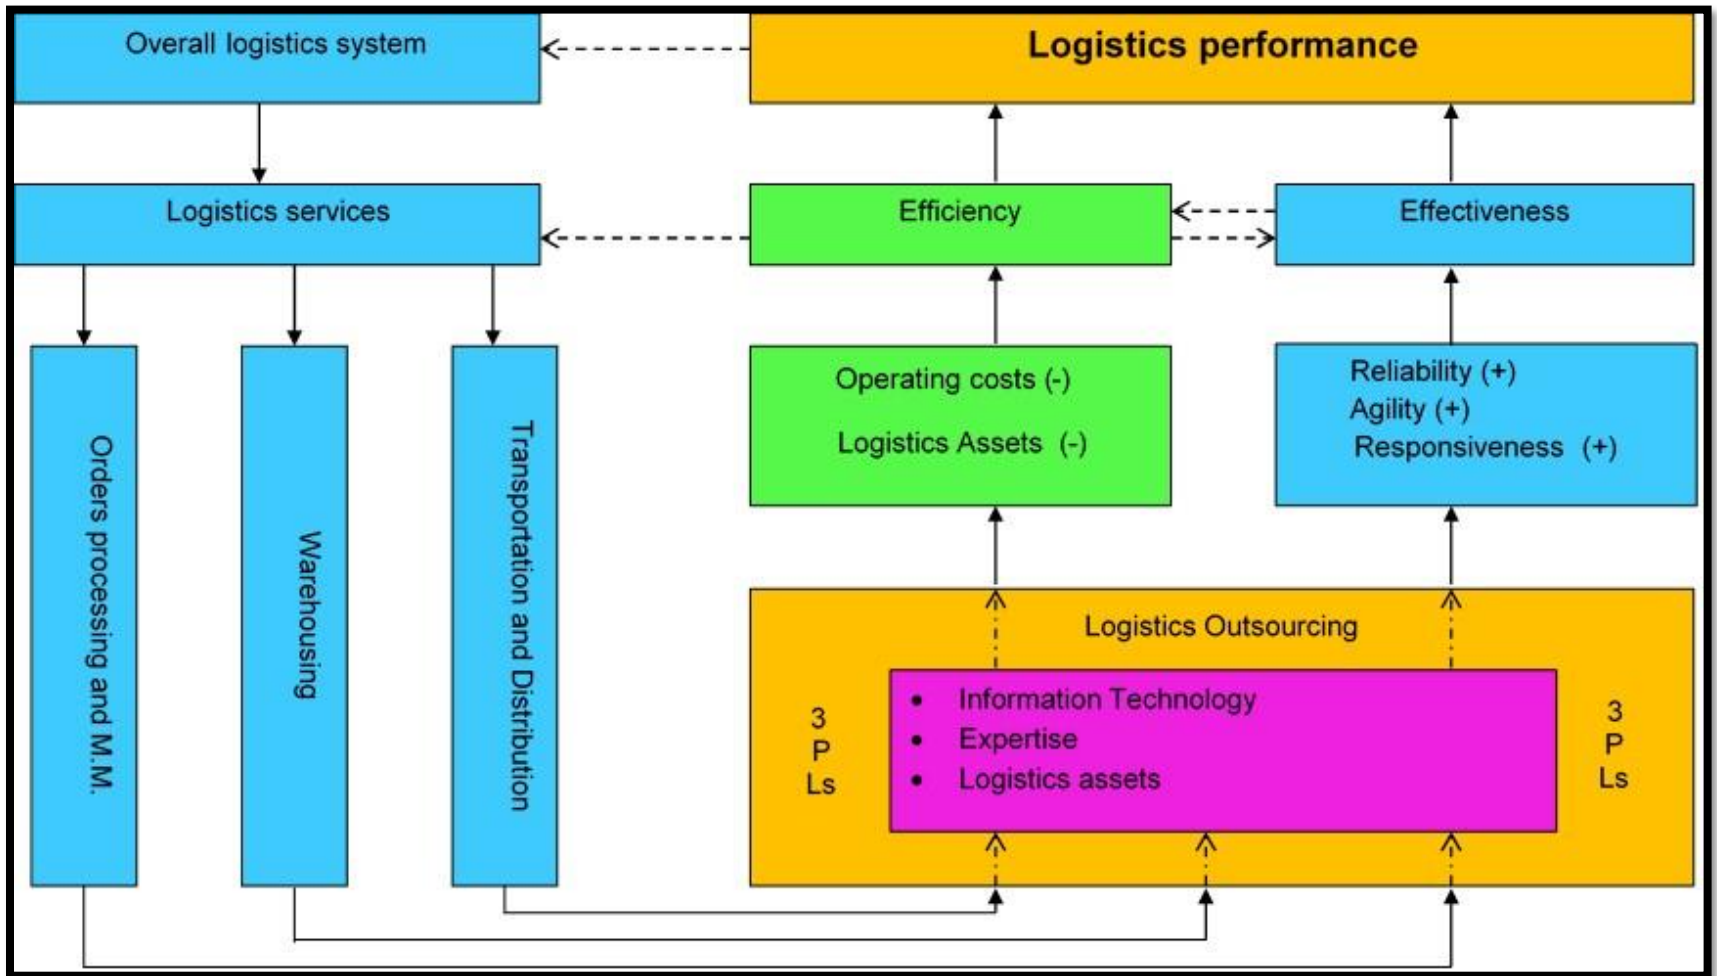 Overall logistics system
Logistics performance
Logistics services
Efficiency
Effectiveness
Orders processing and M.M.
Warehousing
Transportation and Distribution
Operating costs (-)
Logistics Assets (-)
Reliability (+)
Agility (+)
Responsiveness (+)
Logistics Outsourcing
3
P
Ls
• Information Technology
• Expertise
• Logistics assets
3
P
Ls